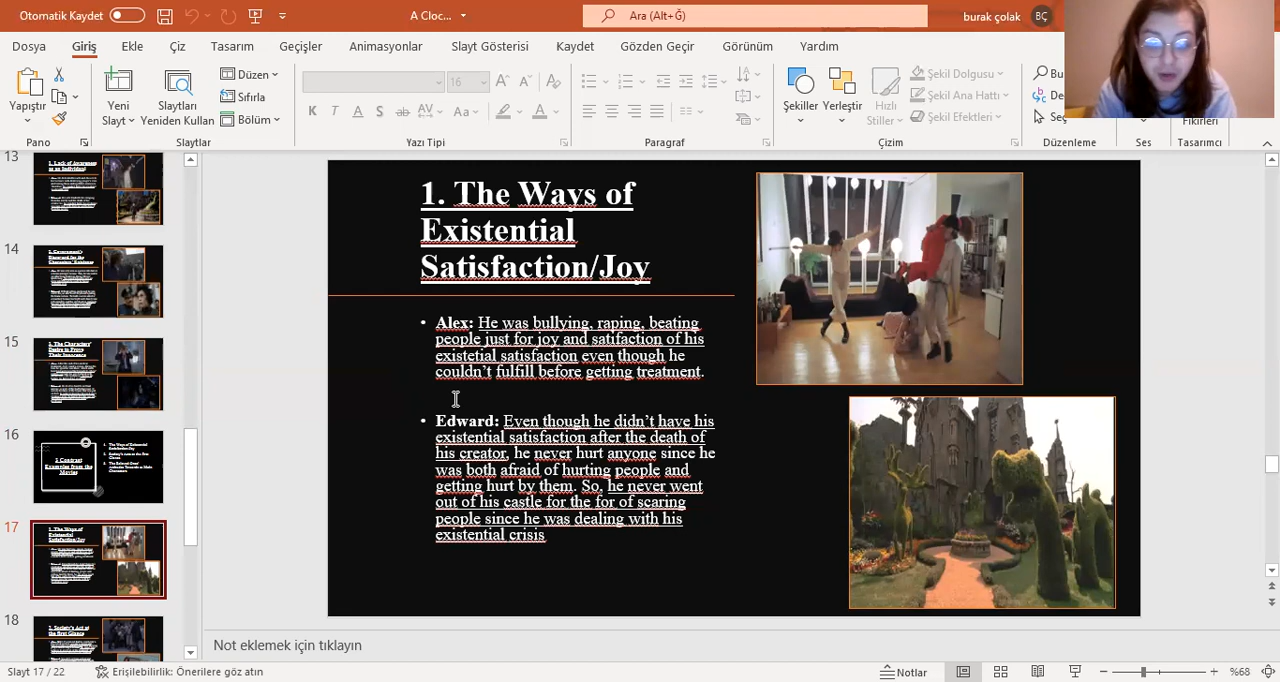 Otomatik Kaydet
A Cloc...
Ara (Alt+Ğ)
burak çolak
BÇ
Dosya
Giriş
Ekle
Çiz
Tasarım
Geçişler
Animasyonlar
Slayt Gösterisi
Kaydet
Gözden Geçir
Görünüm
Yardım
Yapıştır
Yeni
Slayt
Slaytları
Yeniden Kullan
Düzen
Sıfırla
Bölüm
16
K T A S ab AV Aa A
Şekiller
Yerleştir
Hızlı
Stiller
Şekil Dolgusu
Şekil Ana Hattı
Şekil Efektleri
Bu
De
Seç
Fikirleri
Pano
Slaytlar
Yazı Tipi
Paragraf
Çizim
Düzenleme
Ses
Tasarımcı
13
14
15
16
17
18
1. The Ways of
Existential
Satisfaction/Joy
• Alex: He was bullying, raping, beating
people just for joy and satifaction of his
existetial satisfaction even though he
couldn't fulfill before getting treatment.
• Edward: Even though he didn't have his
existential satisfaction after the death of
his creator, he never hurt anyone since he
was both afraid of hurting people and
getting hurt by them. So, he never went
out of his castle for the for of scaring
people since he was dealing with his
existential crisis
Not eklemek için tıklayın
Slayt 17 / 22
Erişilebilirlik: Önerilere göz atın
Notlar
%68